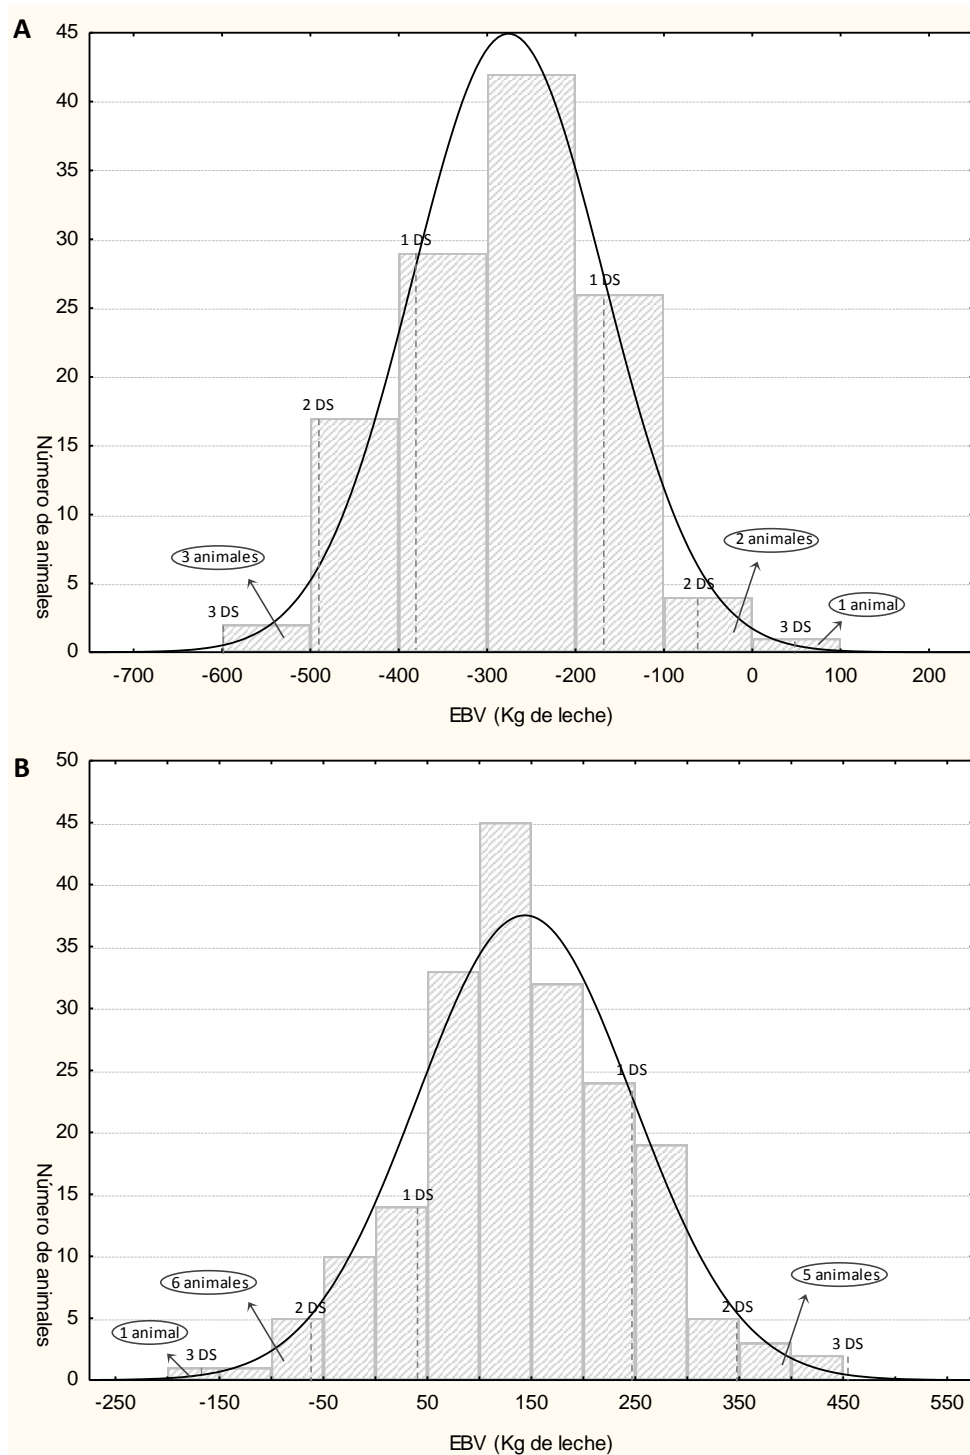 A
45
40
35
30
25
20
15
10
5
0
Número de animales
1 DS
1 DS
2 DS
3 animales
2 animales
3 DS
2 DS
1 animal
3 DS
-700 -600 -500 -400 -300 -200 -100 0 100 200
EBV (Kg de leche)
B
50
45
40
35
30
25
20
15
10
5
0
Número de animales
1 DS
1 DS
6 animales
5 animales
2 DS
2 DS
1 animal
3 DS
3 DS
-250 -150 -50 50 150 250 350 450 550
EBV (Kg de leche)